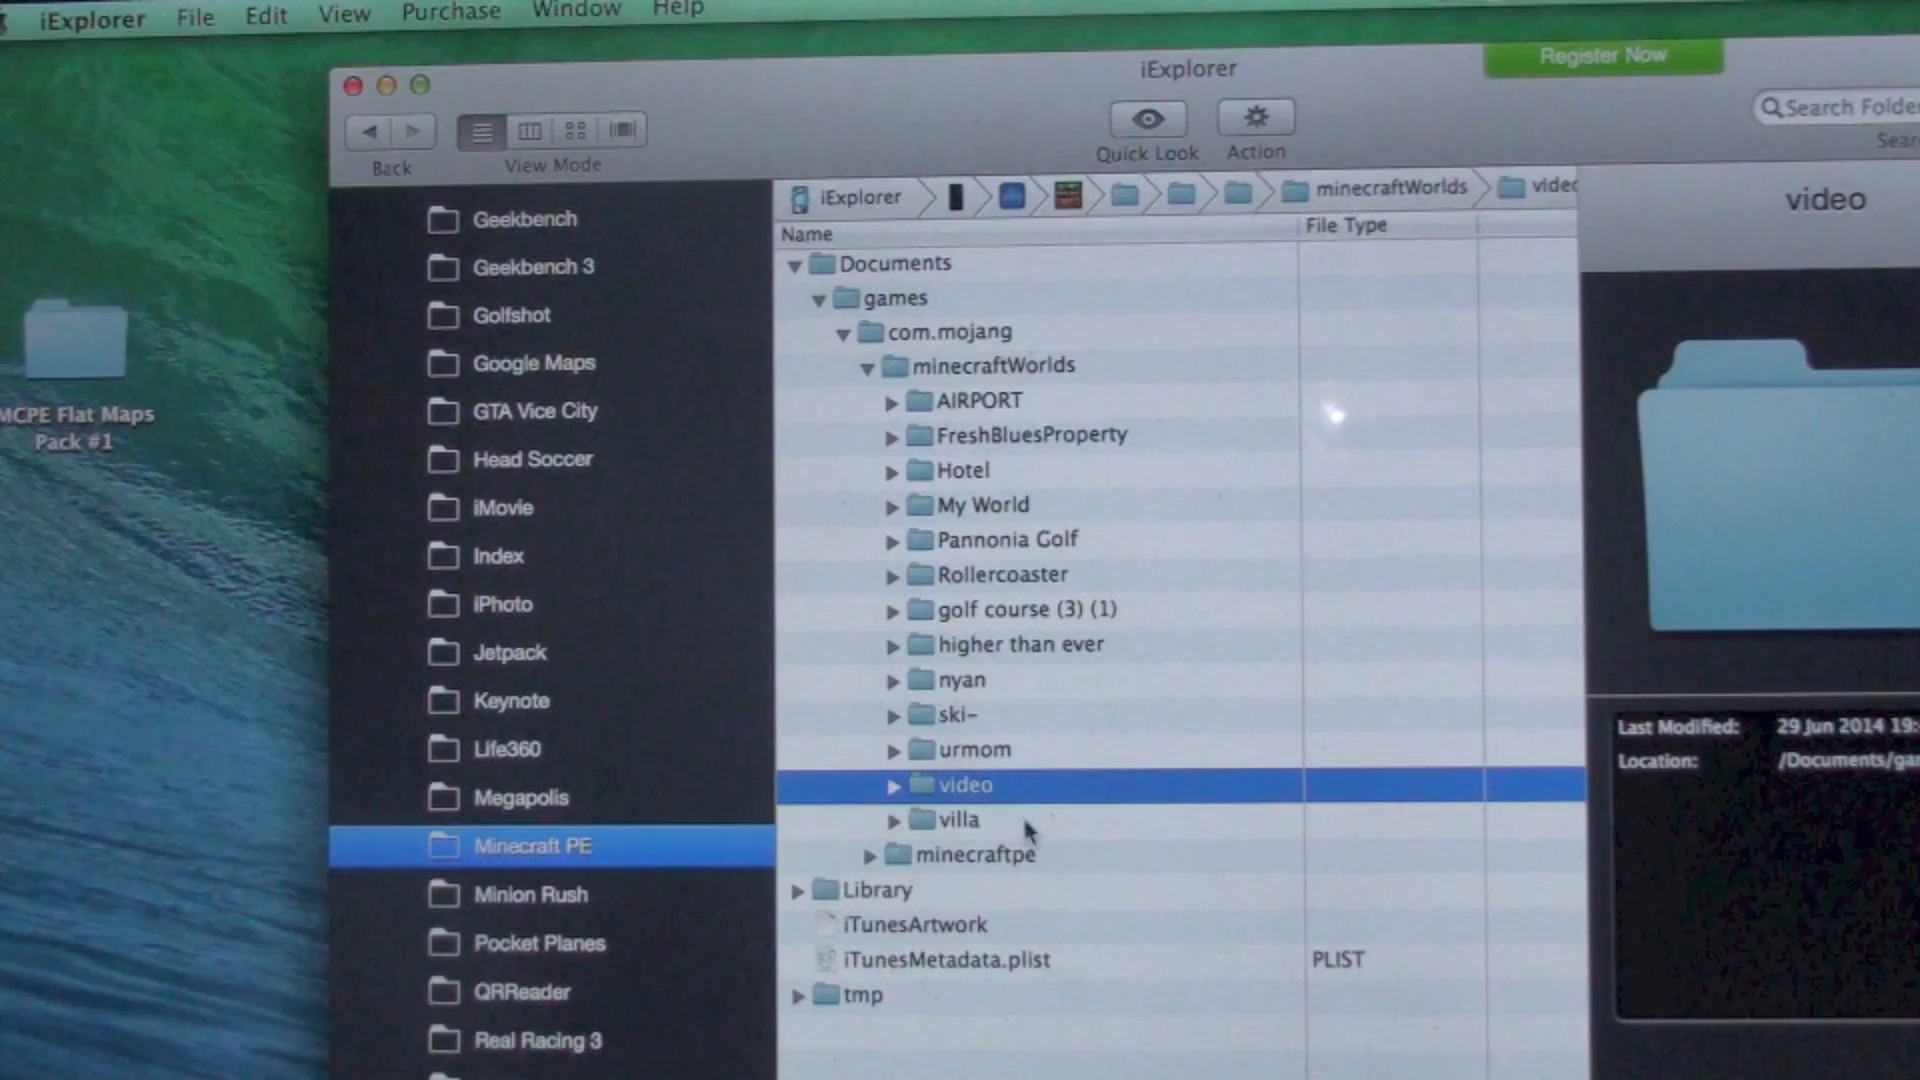 iExplorer File Edit View Purchase Window Help
iExplorer
Register Now
Search Folde
Back
View Mode
Quick Look
Action
Sear
iExplorer
minecraftWorlds
video
Name
File Type
Geekbench
Geekbench 3
Golfshot
Google Maps
GTA Vice City
Head Soccer
iMovie
Index
iPhoto
Jetpack
Keynote
Life360
Megapolis
Minecraft PE
Minion Rush
Pocket Planes
QRReader
Real Racing 3
Documents
games
com.mojang
minecraftWorlds
AIRPORT
FreshBluesProperty
Hotel
My World
Pannonia Golf
Rollercoaster
golf course (3) (1)
higher than ever
nyan
ski-
urmom
video
villa
minecraftpe
Library
iTunesArtwork
iTunesMetadata.plist PLIST
tmp
video
Last Modified: 29 Jun 2014 19:
Location: /Documents/gam
MCPE Flat Maps
Pack #1